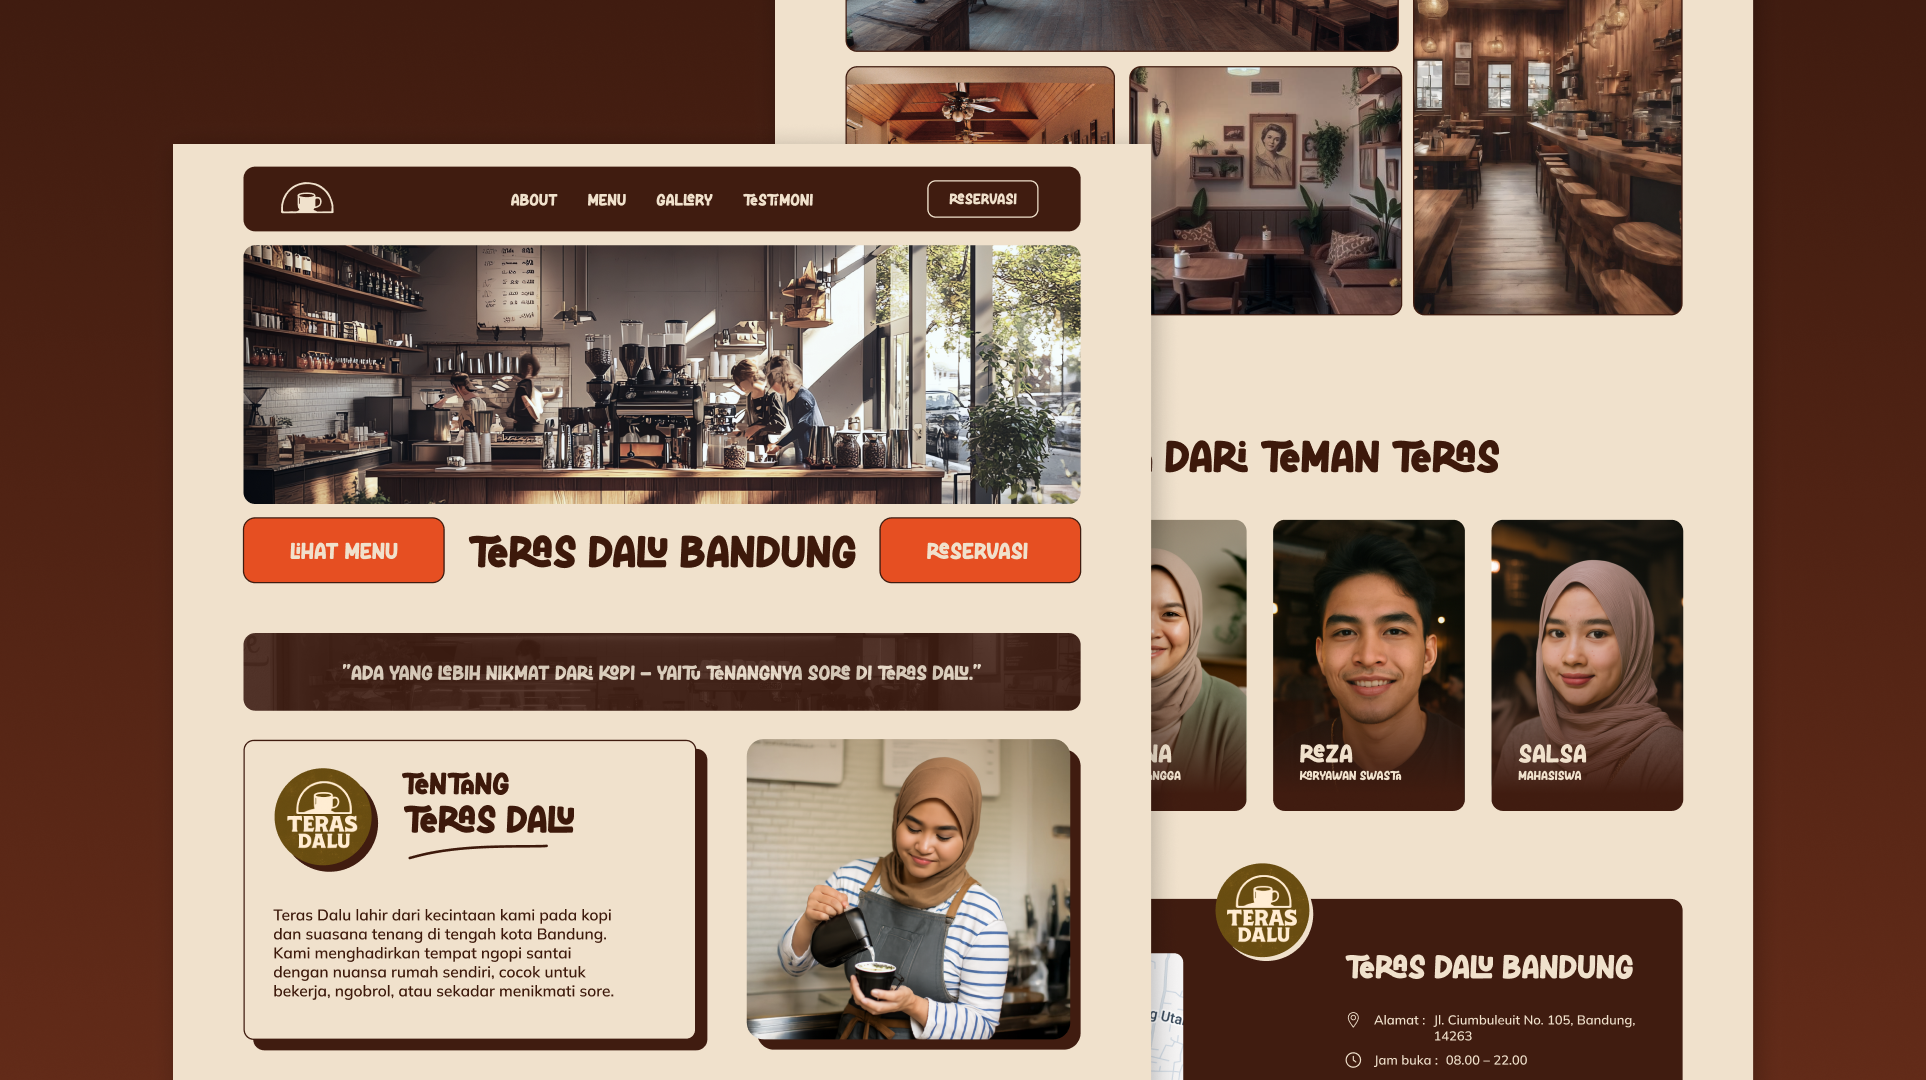 ABOUT MENU GALLERY TESTIMONI RESERVASI
LIHAT MENU
TERAS DALU BANDUNG
RESERVASI
"ADA YANG LEBIH NIKMAT DARI KOPI – YAITU TENANGNYA SORE DI TERAS DALU."
TERAS
DALU
TENTANG
TERAS DALU
Teras Dalu lahir dari kecintaan kami pada kopi
dan suasana tenang di tengah kota Bandung.
Kami menghadirkan tempat ngopi santai
dengan nuansa rumah sendiri, cocok untuk
bekerja, ngobrol, atau sekadar menikmati sore.
DARI TEMAN TERAS
REZA
KARYAWAN SWASTA
SALSA
MAHASISWA
TERAS
DALU
TERAS DALU BANDUNG
Alamat : Jl. Ciumbuleuit No. 105, Bandung,
14263
Jam buka : 08.00 – 22.00